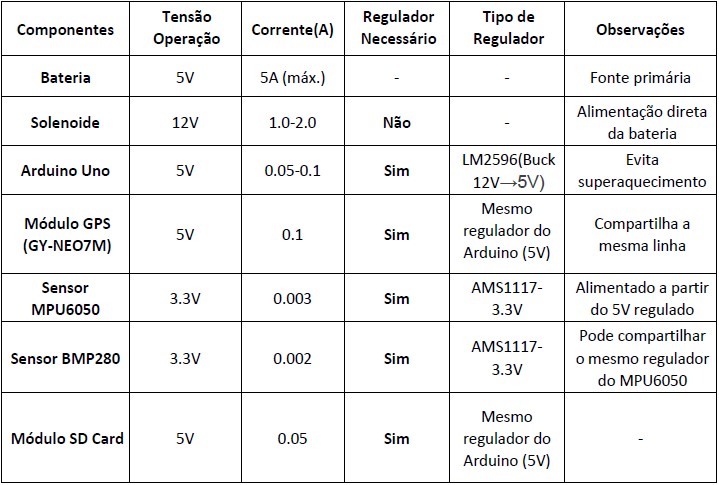 Componentes
Tensão
Operação
Corrente(A)
Regulador
Necessário
Tipo de
Regulador
Observações
Bateria
5V
5A (máx.)
-
-
Fonte primária
Solenoide
12V
1.0-2.0
Não
-
Alimentação direta
da bateria
Arduino Uno
5V
0.05-0.1
Sim
LM2596(Buck
12V→5V)
Evita
superaquecimento
Módulo GPS
(GY-NEO7M)
5V
0.1
Sim
Mesmo
regulador do
Arduino (5V)
Compartilha a
mesma linha
Sensor
MPU6050
3.3V
0.003
Sim
AMS1117-
3.3V
Alimentado a partir
do 5V regulado
Sensor BMP280
3.3V
0.002
Sim
AMS1117-
3.3V
Pode compartilhar
o mesmo regulador
do MPU6050
Módulo SD Card
5V
0.05
Sim
Mesmo
regulador do
Arduino (5V)
-